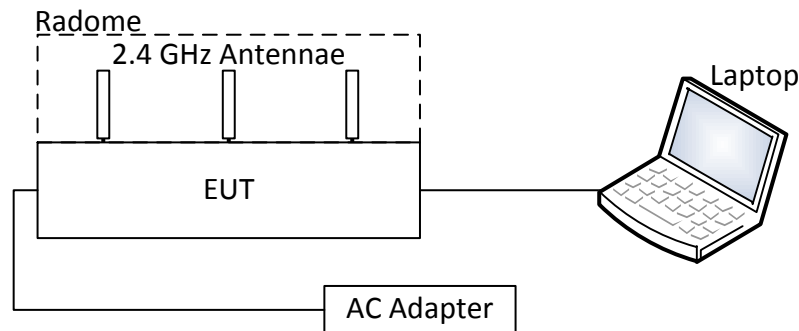 Radome
2.4 GHz Antennae
Laptop
EUT
AC Adapter